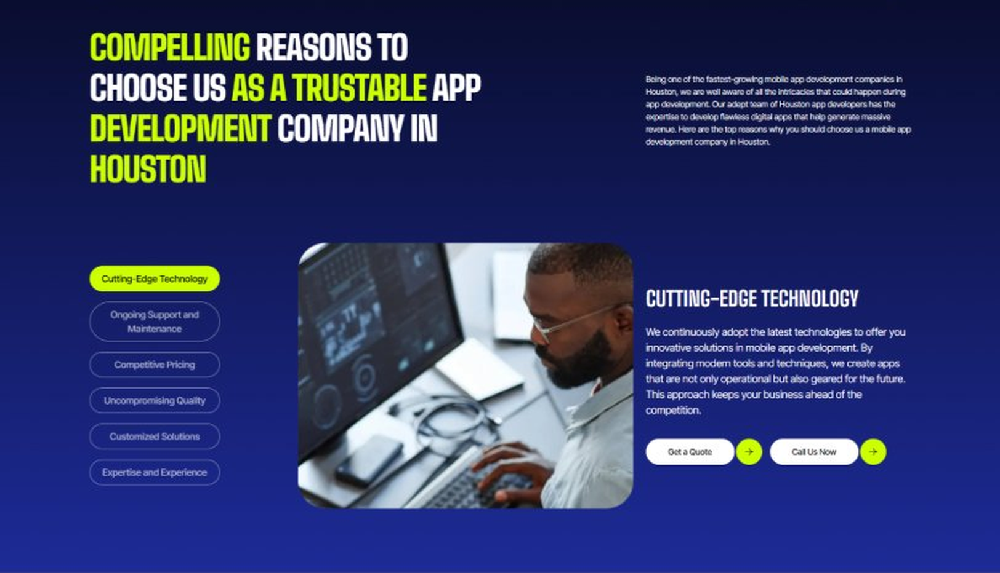 COMPELLING REASONS TO
CHOOSE US AS A TRUSTABLE APP
DEVELOPMENT COMPANY IN
HOUSTON
Being one of the fastest-growing mobile app development companies in
Houston, we are well aware of all the intricacies that could happen during
app development. Our adept team of Houston app developers has the
expertise to develop flawless digital apps that help generate massive
revenue. Here are the top reasons why you should choose us a mobile app
development company in Houston.
Cutting-Edge Technology
Ongoing Support and
Maintenance
Competitive Pricing
Uncompromising Quality
Customized Solutions
Expertise and Experience
CUTTING-EDGE TECHNOLOGY
We continuously adopt the latest technologies to offer you
innovative solutions in mobile app development. By
integrating modern tools and techniques, we create apps
that are not only operational but also geared for the future.
This approach keeps your business ahead of the
competition.
Get a Quote
Call Us Now